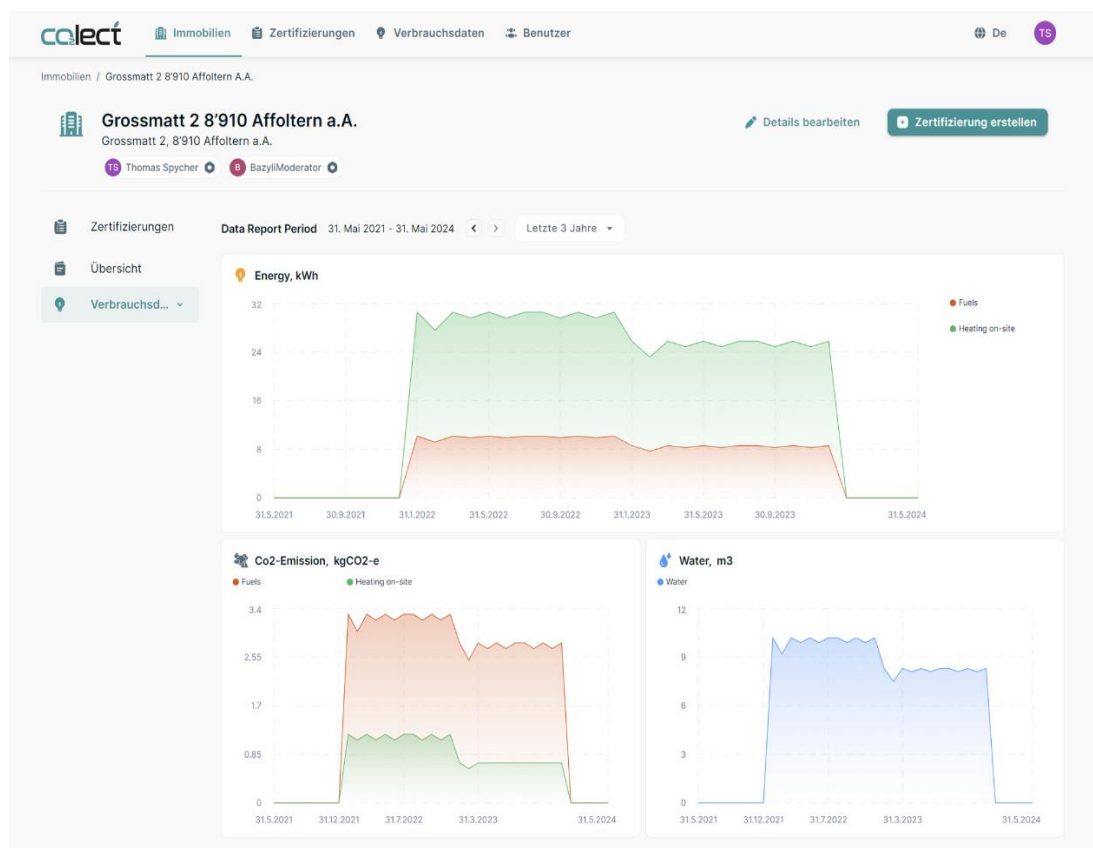 co2lect
Immobilien
Zertifizierungen
Verbrauchsdaten
Benutzer
De
TS
Immobilien / Grossmatt 2 8'910 Affoltern A.A.
Grossmatt 2 8'910 Affoltern a.A.
Grossmatt 2, 8'910 Affoltern a.A.
TS Thomas Spycher
B BazyliModerator
Details bearbeiten
Zertifizierung erstellen
Zertifizierungen
Übersicht
Verbrauchsd...
Data Report Period 31. Mai 2021 - 31. Mai 2024
Letzte 3 Jahre
Energy, kWh
32
24
16
8
0
31.5.2021 30.9.2021 31.1.2022 31.5.2022 30.9.2022 31.1.2023 31.5.2023 30.9.2023 31.5.2024
Fuels
Heating on-site
Co2-Emission, kgCO2-e
Fuels Heating on-site
3.4
2.55
1.7
0.85
0
31.5.2021 31.12.2021 31.7.2022 31.3.2023 31.5.2024
Water, m3
Water
12
9
6
3
0
31.5.2021 31.12.2021 31.7.2022 31.3.2023 31.5.2024